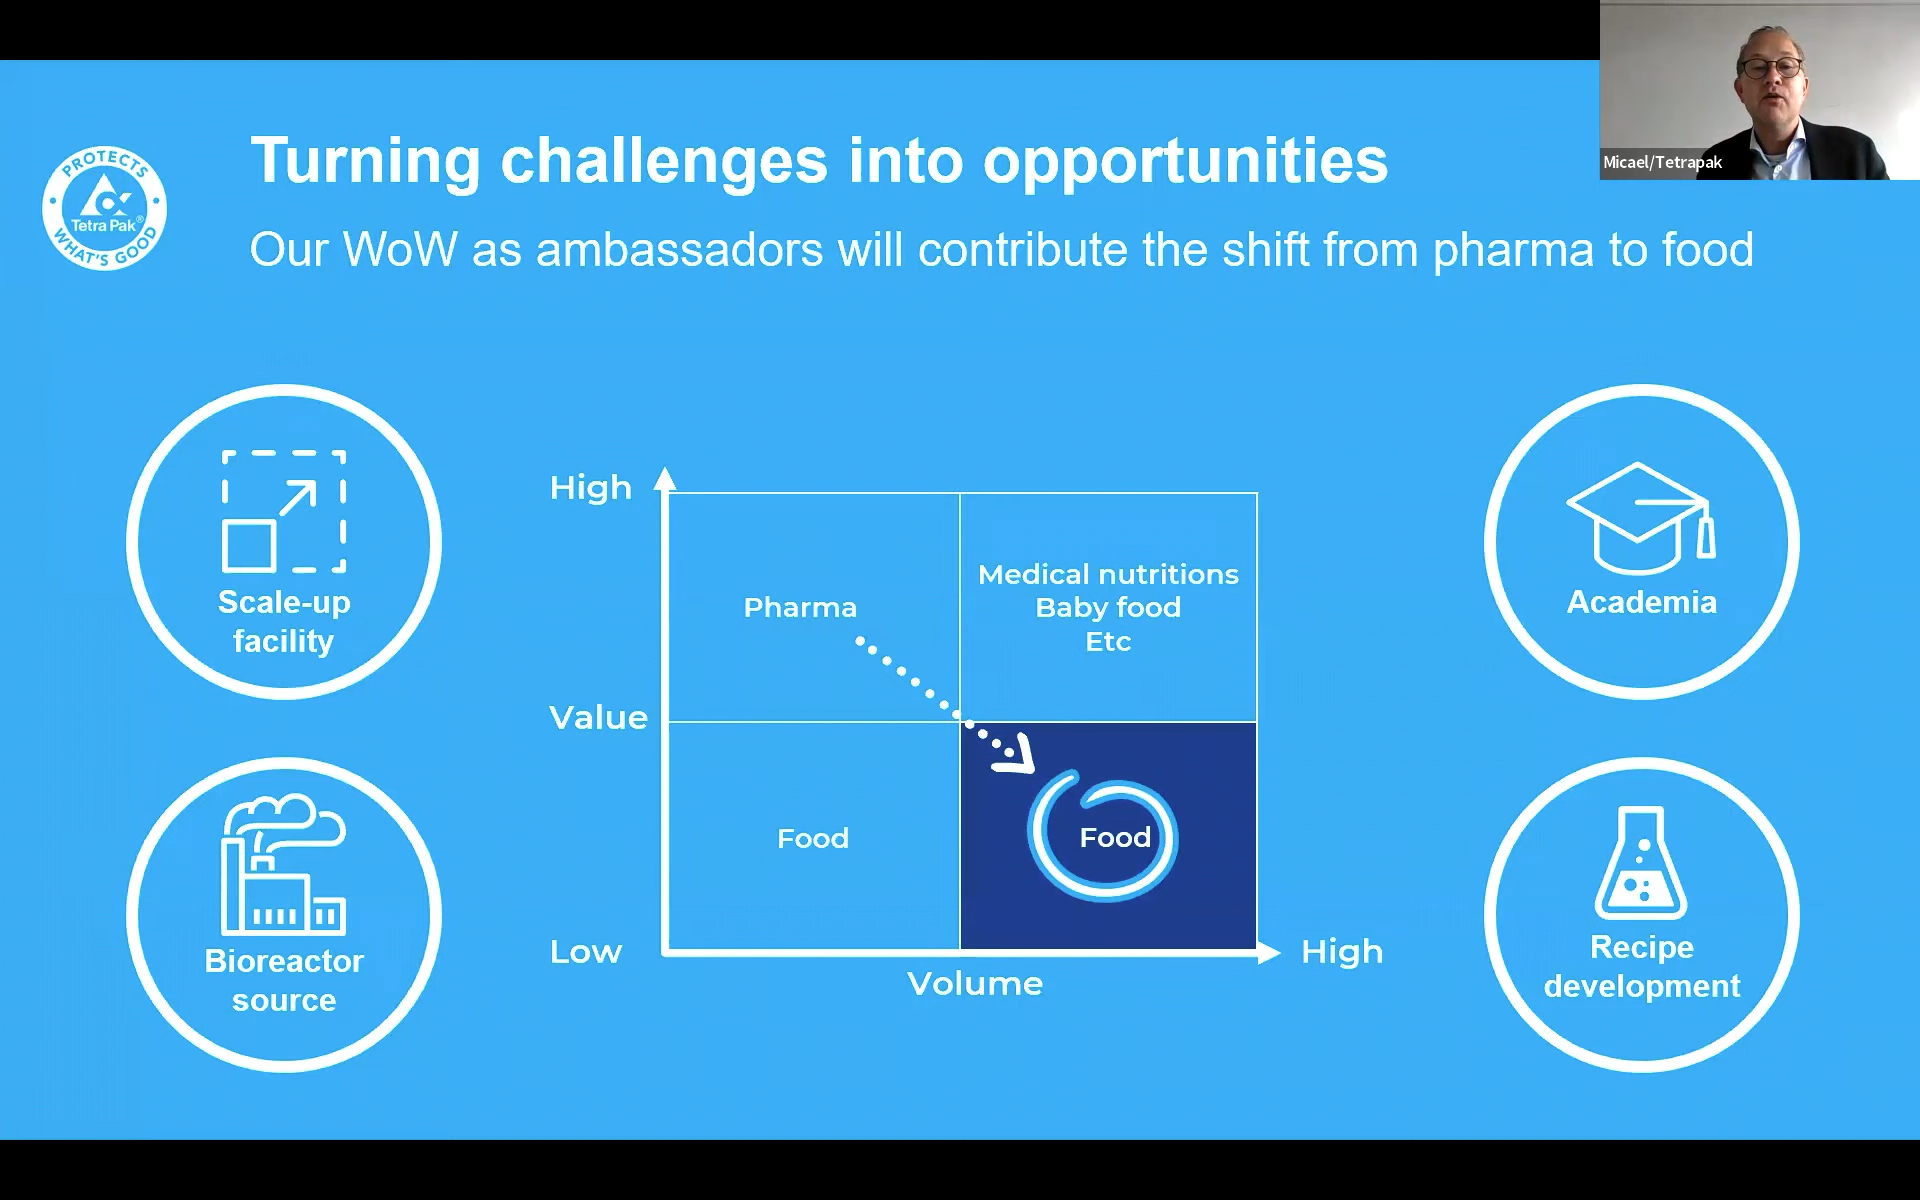 Micael/Tetrapak
PROTECTS
Tetra Pak®
WHAT'S GOOD
Turning challenges into opportunities
Our WoW as ambassadors will contribute the shift from pharma to food
Scale-up
facility
Bioreactor
source
High
Value
Low
Pharma
Medical nutritions
Baby food
Etc
Food
Food
High
Volume
Academia
Recipe
development